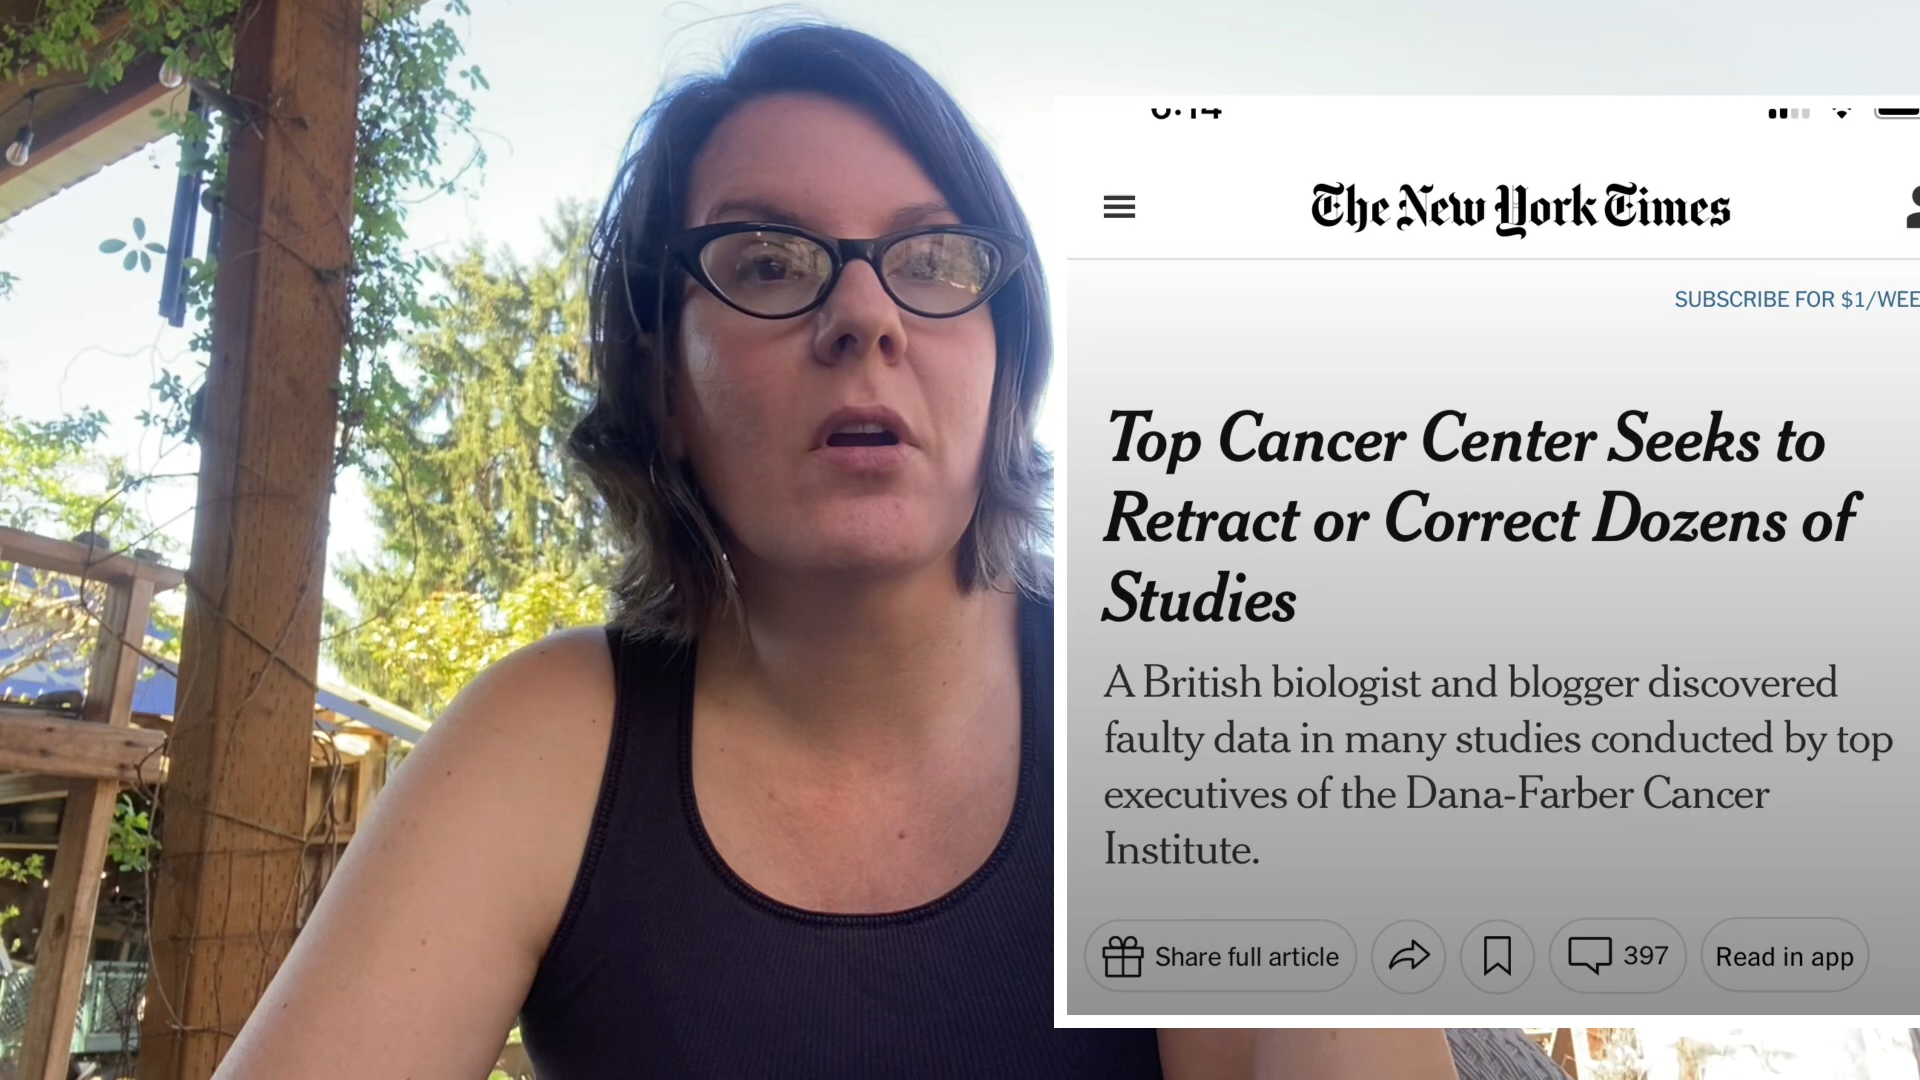 The New York Times
SUBSCRIBE FOR $1/WEE
Top Cancer Center Seeks to
Retract or Correct Dozens of
Studies
A British biologist and blogger discovered
faulty data in many studies conducted by top
executives of the Dana-Farber Cancer
Institute.
Share full article
397
Read in app